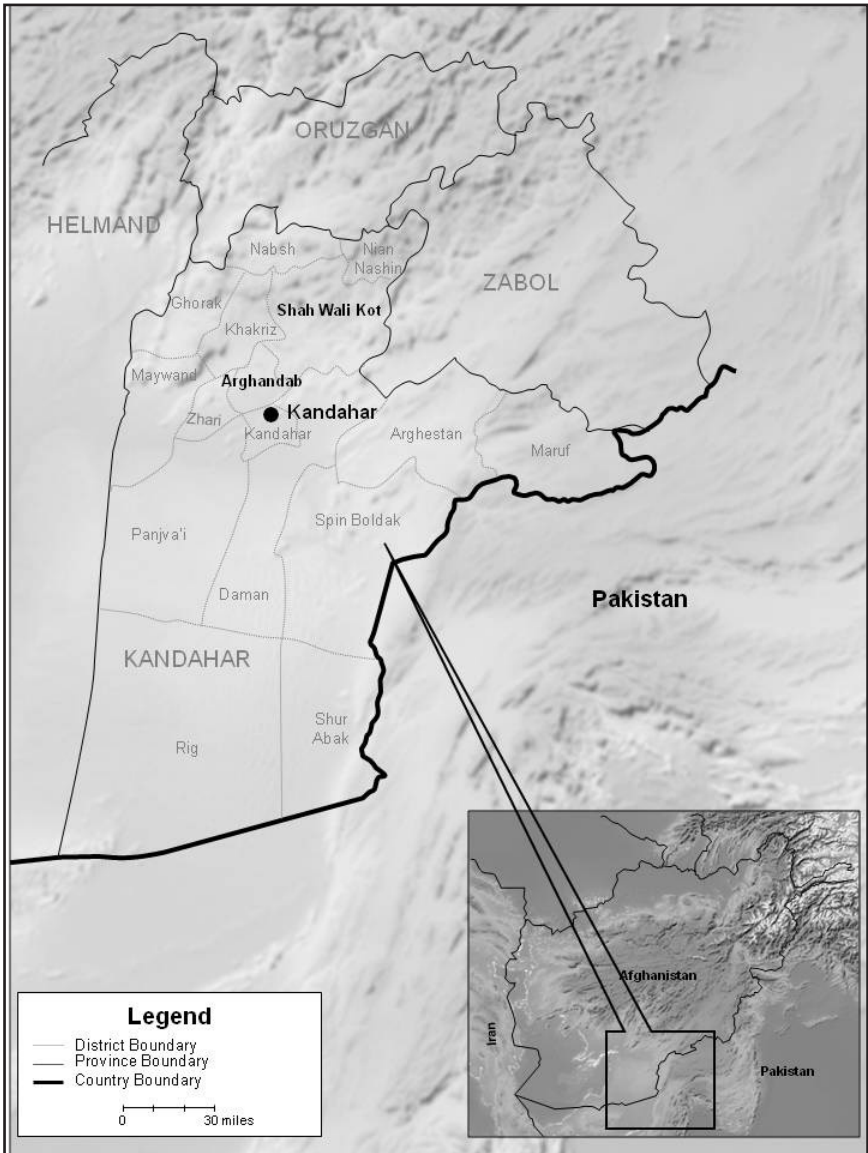 ORUZGAN
HELMAND
Nabsh
Nian
Nashin
ZABOL
Ghorak
Shah Wali Kot
Khakriz
Maywand
Arghandab
Zhari
Kandahar
Kandahar
Arghestan
Maruf
Spin Boldak
Panjva'i
Daman
Pakistan
KANDAHAR
Shur
Abak
Rig
Afghanistan
Iran
Pakistan
Legend
District Boundary
Province Boundary
Country Boundary
0 30 miles